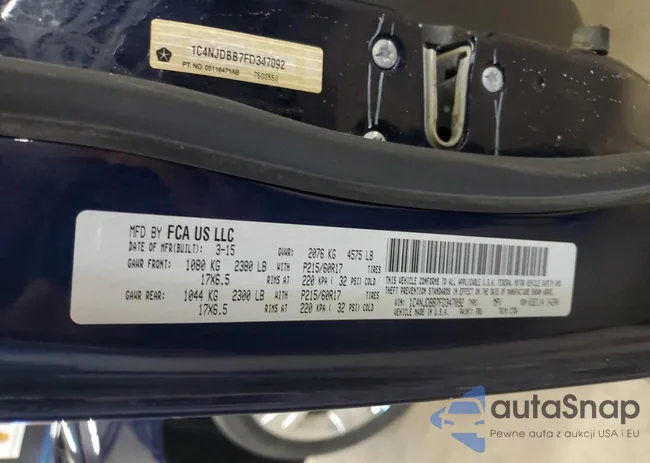 1C4NJDBB7FD347092
PT. NO. 05116471AB
MFD BY FCA US LLC
DATE OF MFR(BUILT): 3-15 GVWR: 2076 KG 4575 LB
GAWR FRONT: 1080 KG 2380 LB WITH P215/60R17 TIRES
17X6.5 RIMS AT 220 KPA ( 32 PSI) COLD
GAWR REAR: 1044 KG 2300 LB WITH P215/60R17 TIRES
17X6.5 RIMS AT 220 KPA ( 32 PSI) COLD
THIS VEHICLE CONFORMS TO ALL APPLICABLE U.S.A. FEDERAL MOTOR VEHICLE SAFETY AND
THEFT PREVENTION STANDARDS IN EFFECT ON THE DATE OF MANUFACTURE SHOWN ABOVE.
VIN: 1C4NJDBB7FD347092
autaSnap
Pewne auta z aukcji USA i EU